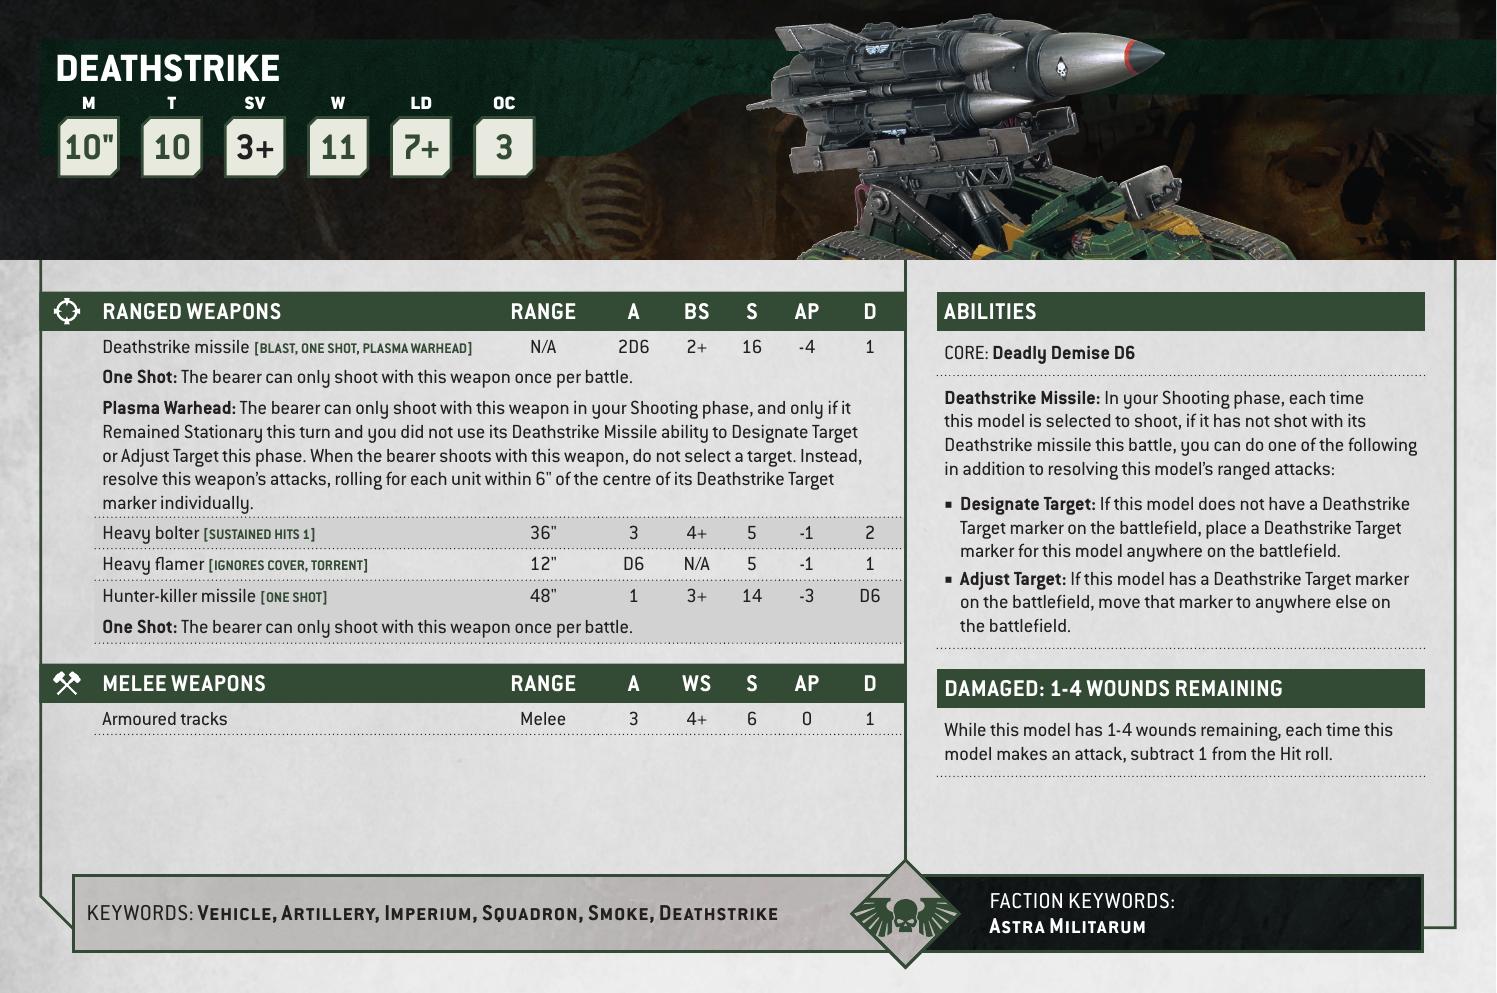 DEATHSTRIKE
M T SV W LD OC
10" 10 3+ 11 7+ 3
RANGED WEAPONS RANGE A BS S AP D
Deathstrike missile [BLAST, ONE SHOT, PLASMA WARHEAD] N/A 2D6 2+ 16 -4 1
One Shot: The bearer can only shoot with this weapon once per battle.
Plasma Warhead: The bearer can only shoot with this weapon in your Shooting phase, and only if it
Remained Stationary this turn and you did not use its Deathstrike Missile ability to Designate Target
or Adjust Target this phase. When the bearer shoots with this weapon, do not select a target. Instead,
resolve this weapon's attacks, rolling for each unit within 6" of the centre of its Deathstrike Target
marker individually.
Heavy bolter [SUSTAINED HITS 1] 36" 3 4+ 5 -1 2
Heavy flamer [IGNORES COVER, TORRENT] 12" D6 N/A 5 -1 1
Hunter-killer missile [ONE SHOT] 48" 1 3+ 14 -3 D6
One Shot: The bearer can only shoot with this weapon once per battle.
MELEE WEAPONS RANGE A WS S AP D
Armoured tracks Melee 3 4+ 6 0 1
ABILITIES
CORE: Deadly Demise D6
Deathstrike Missile: In your Shooting phase, each time
this model is selected to shoot, if it has not shot with its
Deathstrike missile this battle, you can do one of the following
in addition to resolving this model's ranged attacks:
▪ Designate Target: If this model does not have a Deathstrike
Target marker on the battlefield, place a Deathstrike Target
marker for this model anywhere on the battlefield.
▪ Adjust Target: If this model has a Deathstrike Target marker
on the battlefield, move that marker to anywhere else on
the battlefield.
DAMAGED: 1-4 WOUNDS REMAINING
While this model has 1-4 wounds remaining, each time this
model makes an attack, subtract 1 from the Hit roll.
KEYWORDS: VEHICLE, ARTILLERY, IMPERIUM, SQUADRON, SMOKE, DEATHSTRIKE
FACTION KEYWORDS:
ASTRA MILITARUM